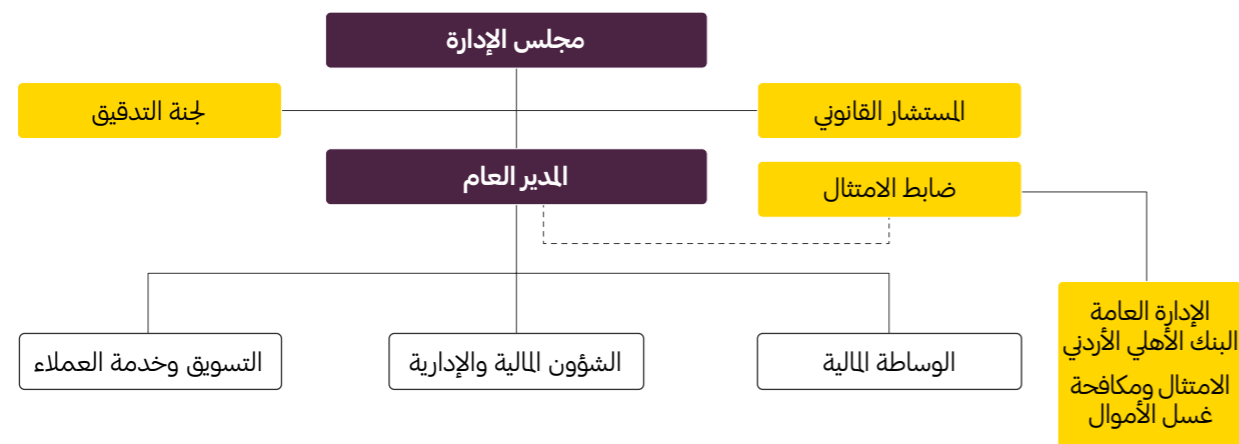 مجلس الإدارة
المستشار القانوني
لجنة التدقيق
المدير العام
ضابط الامتثال
الإدارة العامة
البنك الأهلي الأردني
الامتثال ومكافحة
غسل الأموال
الوساطة المالية
الشؤون المالية والإدارية
التسويق وخدمة العملاء